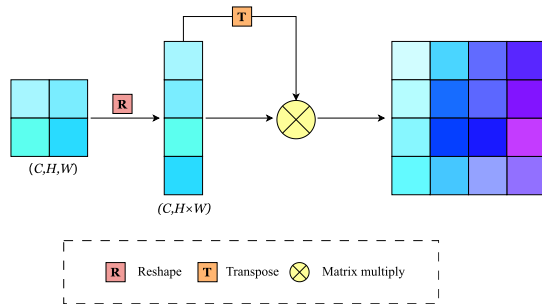 T
R
(C,H,W)
(C,H×W)
R Reshape T Transpose Matrix multiply